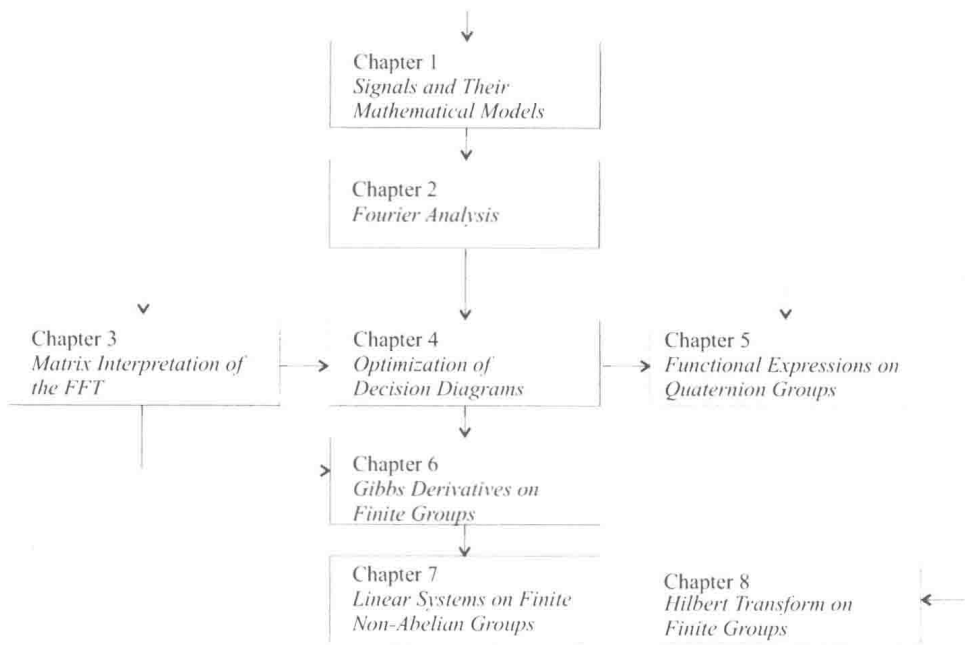 Chapter 1
Signals and Their
Mathematical Models
Chapter 2
Fourier Analysis
Chapter 3
Matrix Interpretation of
the FFT
Chapter 4
Optimization of
Decision Diagrams
Chapter 5
Functional Expressions on
Quaternion Groups
Chapter 6
Gibbs Derivatives on
Finite Groups
Chapter 7
Linear Systems on Finite
Non-Abelian Groups
Chapter 8
Hilbert Transform on
Finite Groups